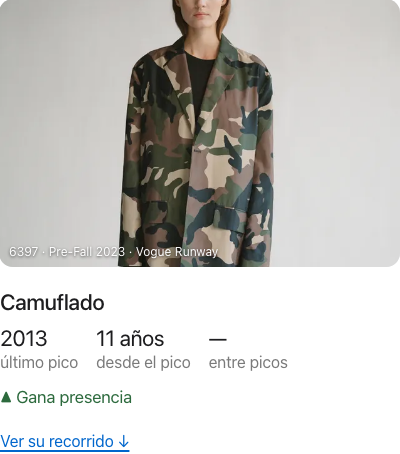 6397 · Pre-Fall 2023 · Vogue Runway
Camuflado
2013 11 años —
último pico desde el pico entre picos
▲ Gana presencia
Ver su recorrido ↓